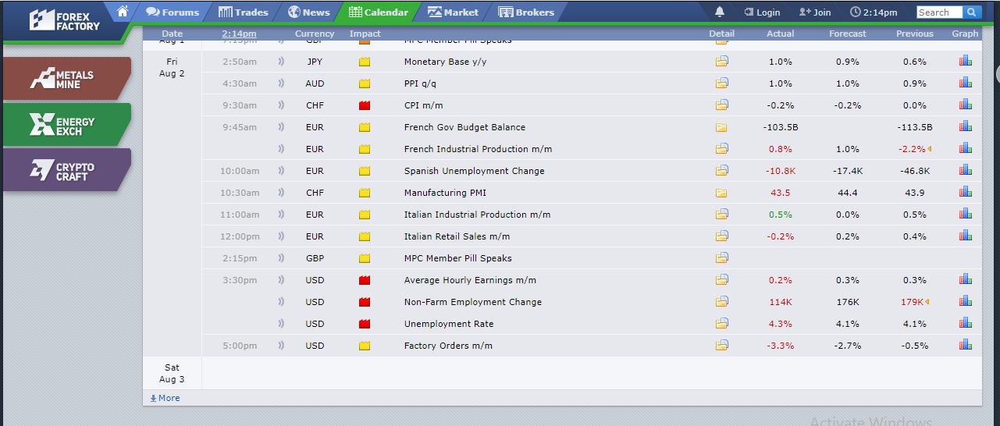 FOREX
FACTORY
Forums
Trades
News
Calendar
Market
Brokers
Login
Join
2:14pm
Search
Date 2:14pm Currency Impact Detail Actual Forecast Previous Graph
Aug 1 7:15pm GBP MPC Member Pill Speaks
Fri
Aug 2
2:50am JPY Monetary Base y/y 1.0% 0.9% 0.6%
4:30am AUD PPI q/q 1.0% 1.0% 0.9%
9:30am CHF CPI m/m -0.2% -0.2% 0.0%
9:45am EUR French Gov Budget Balance -103.5B -113.5B
EUR French Industrial Production m/m 0.8% 1.0% -2.2%
10:00am EUR Spanish Unemployment Change -10.8K -17.4K -46.8K
10:30am CHF Manufacturing PMI 43.5 44.4 43.9
11:00am EUR Italian Industrial Production m/m 0.5% 0.0% 0.5%
12:00pm EUR Italian Retail Sales m/m -0.2% 0.2% 0.4%
2:15pm GBP MPC Member Pill Speaks
3:30pm USD Average Hourly Earnings m/m 0.2% 0.3% 0.3%
USD Non-Farm Employment Change 114K 176K 179K
USD Unemployment Rate 4.3% 4.1% 4.1%
5:00pm USD Factory Orders m/m -3.3% -2.7% -0.5%
Sat
Aug 3
More
METALS
MINE
ENERGY
EXCH
CRYPTO
CRAFT
Activate Windows